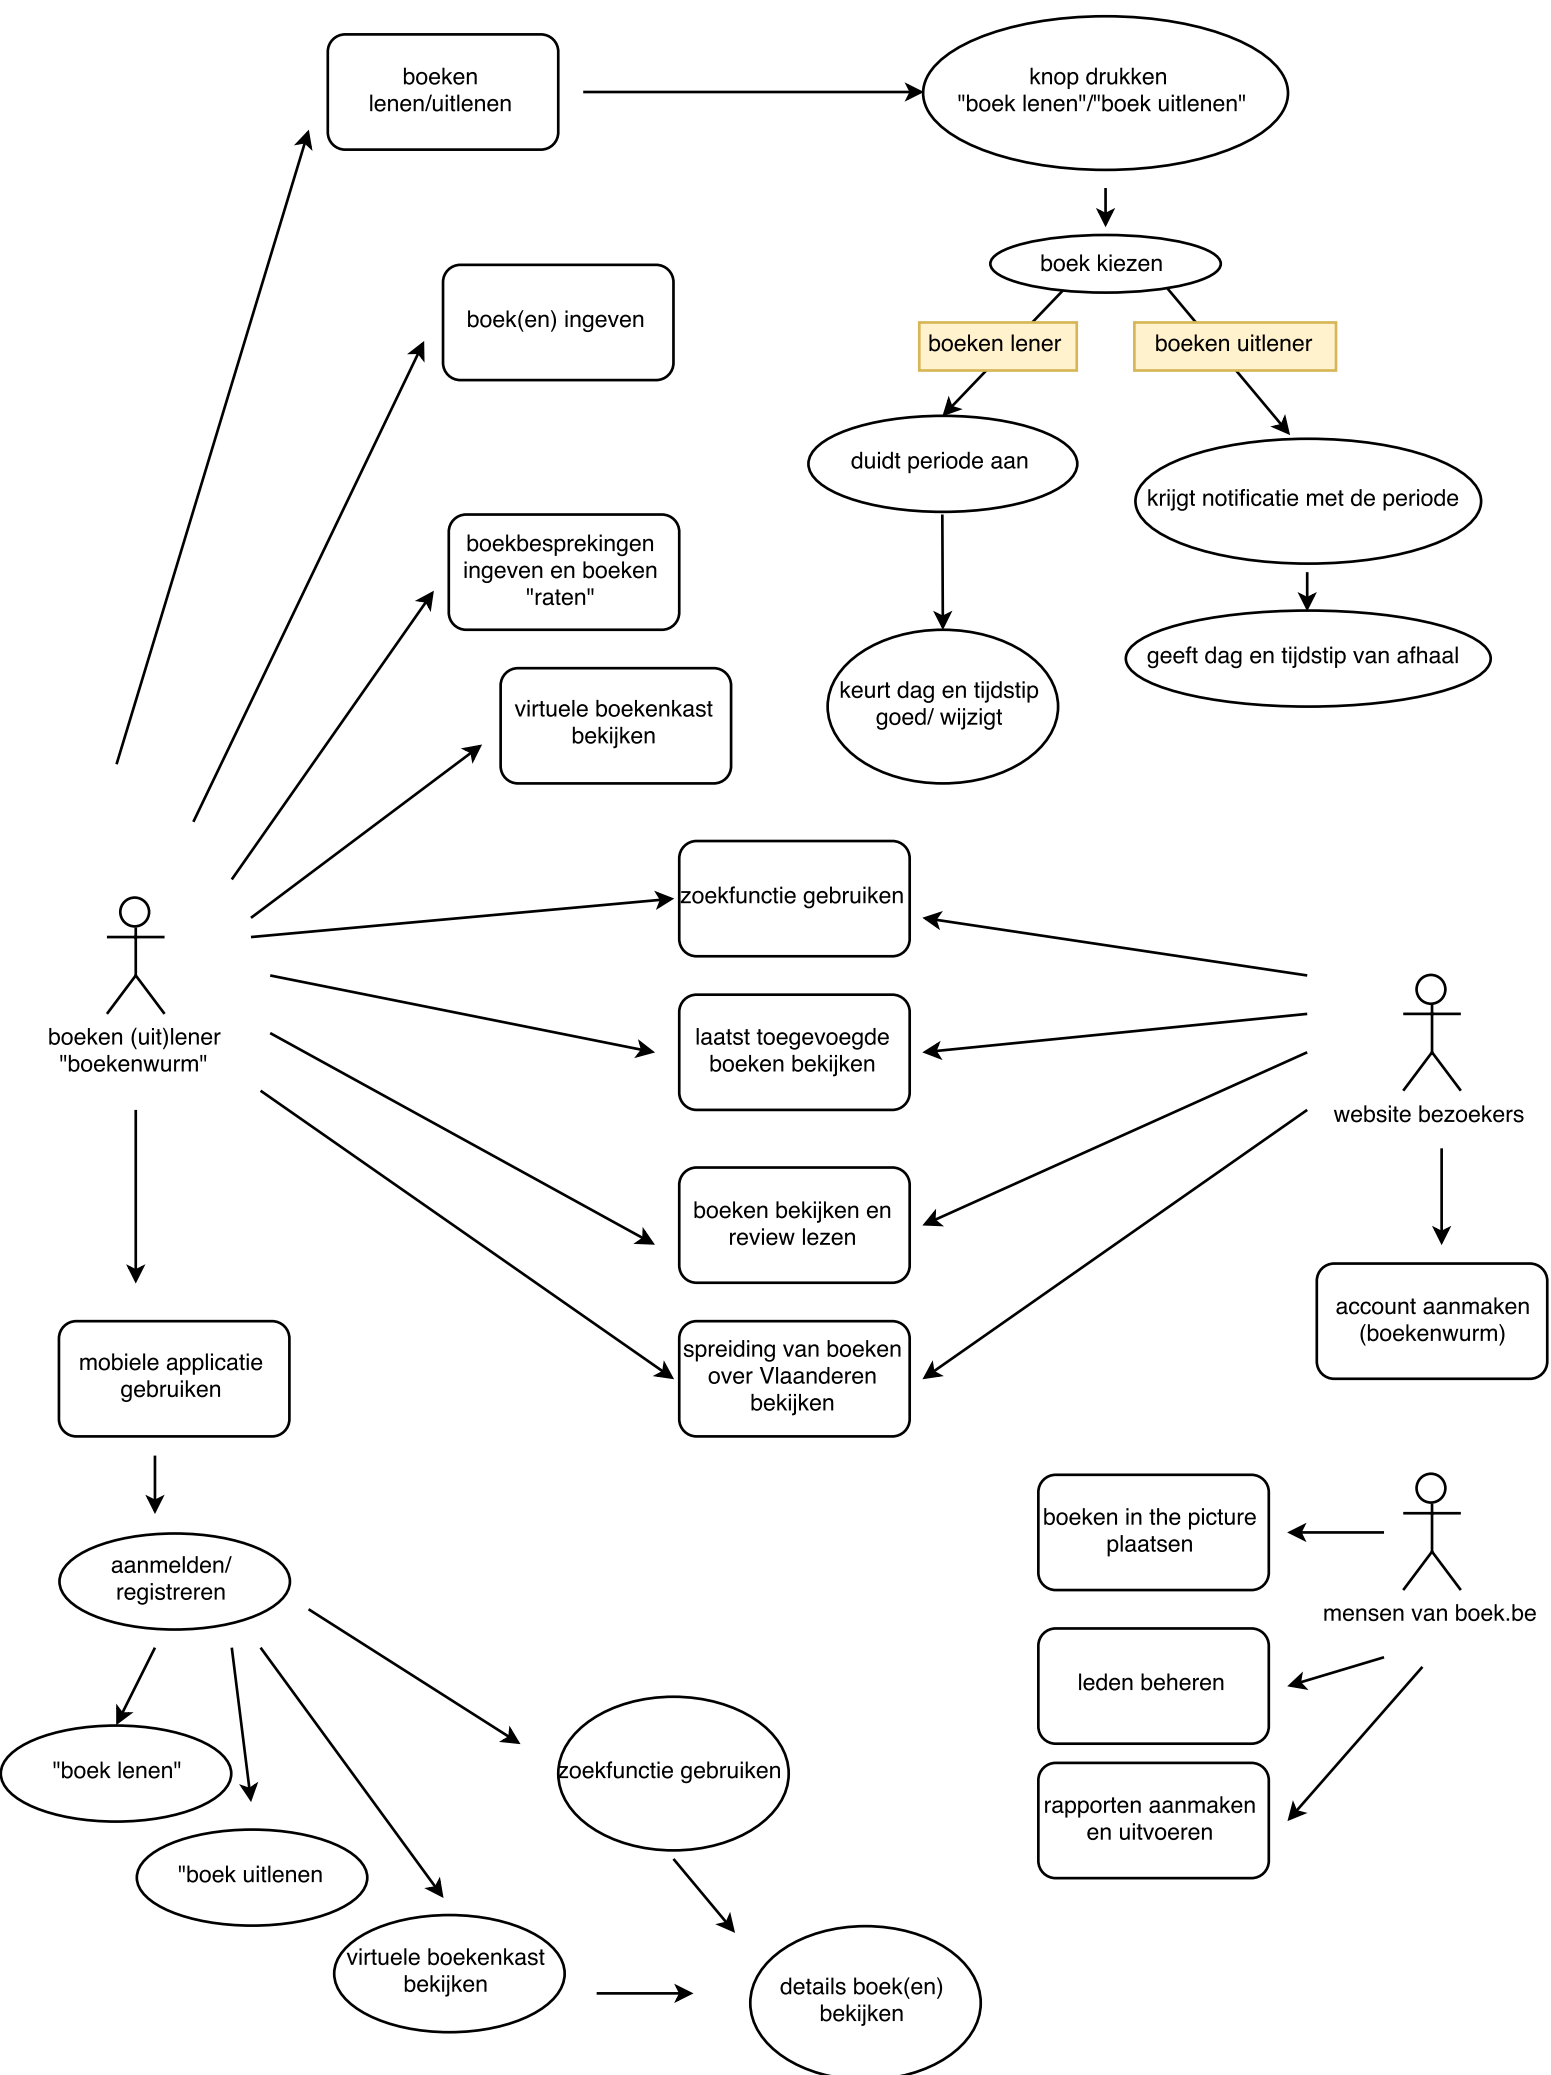 boeken
lenen/uitlenen
knop drukken
"boek lenen"/"boek uitlenen"
boek kiezen
boek(en) ingeven
boeken lener
boeken uitlener
duidt periode aan
krijgt notificatie met de periode
boekbesprekingen
ingeven en boeken
"raten"
geeft dag en tijdstip van afhaal
virtuele boekenkast
bekijken
keurt dag en tijdstip
goed/ wijzigt
zoekfunctie gebruiken
boeken (uit)lener
"boekenwurm"
laatst toegevoegde
boeken bekijken
website bezoekers
boeken bekijken en
review lezen
account aanmaken
(boekenwurm)
mobiele applicatie
gebruiken
spreiding van boeken
over Vlaanderen
bekijken
boeken in the picture
plaatsen
mensen van boek.be
aanmelden/
registreren
leden beheren
"boek lenen"
zoekfunctie gebruiken
rapporten aanmaken
en uitvoeren
"boek uitlenen
virtuele boekenkast
bekijken
details boek(en)
bekijken